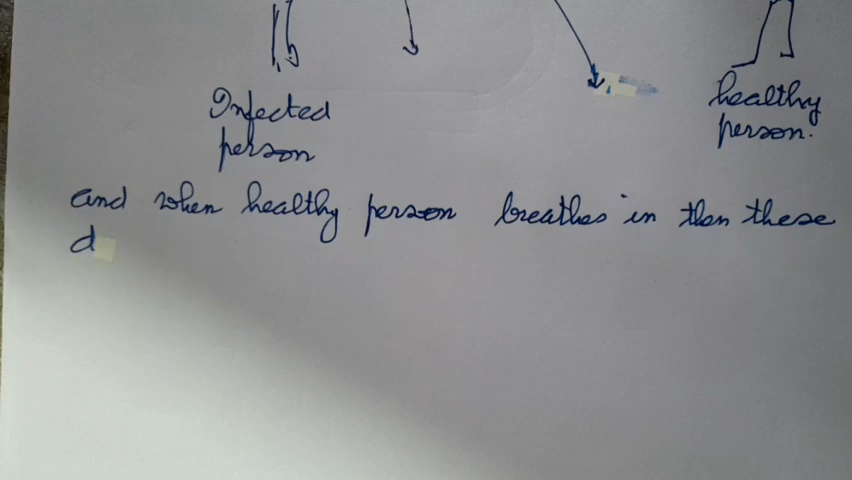 Infected
person
healthy
person.
and when healthy person breathes in then these
d